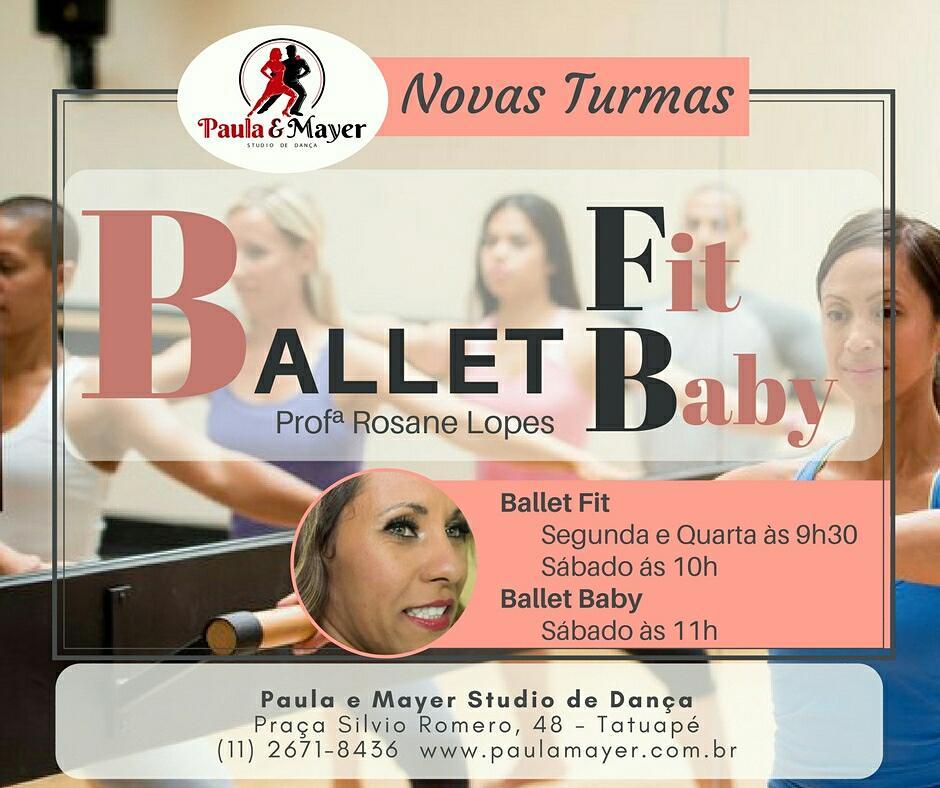 Paula & Mayer
STUDIO DE DANÇA
Novas Turmas
BALLET
Fit
Baby
Profª Rosane Lopes
Ballet Fit
Segunda e Quarta às 9h30
Sábado ás 10h
Ballet Baby
Sábado às 11h
Paula e Mayer Studio de Dança
Praça Silvio Romero, 48 - Tatuapé
(11) 2671-8436 www.paulamayer.com.br